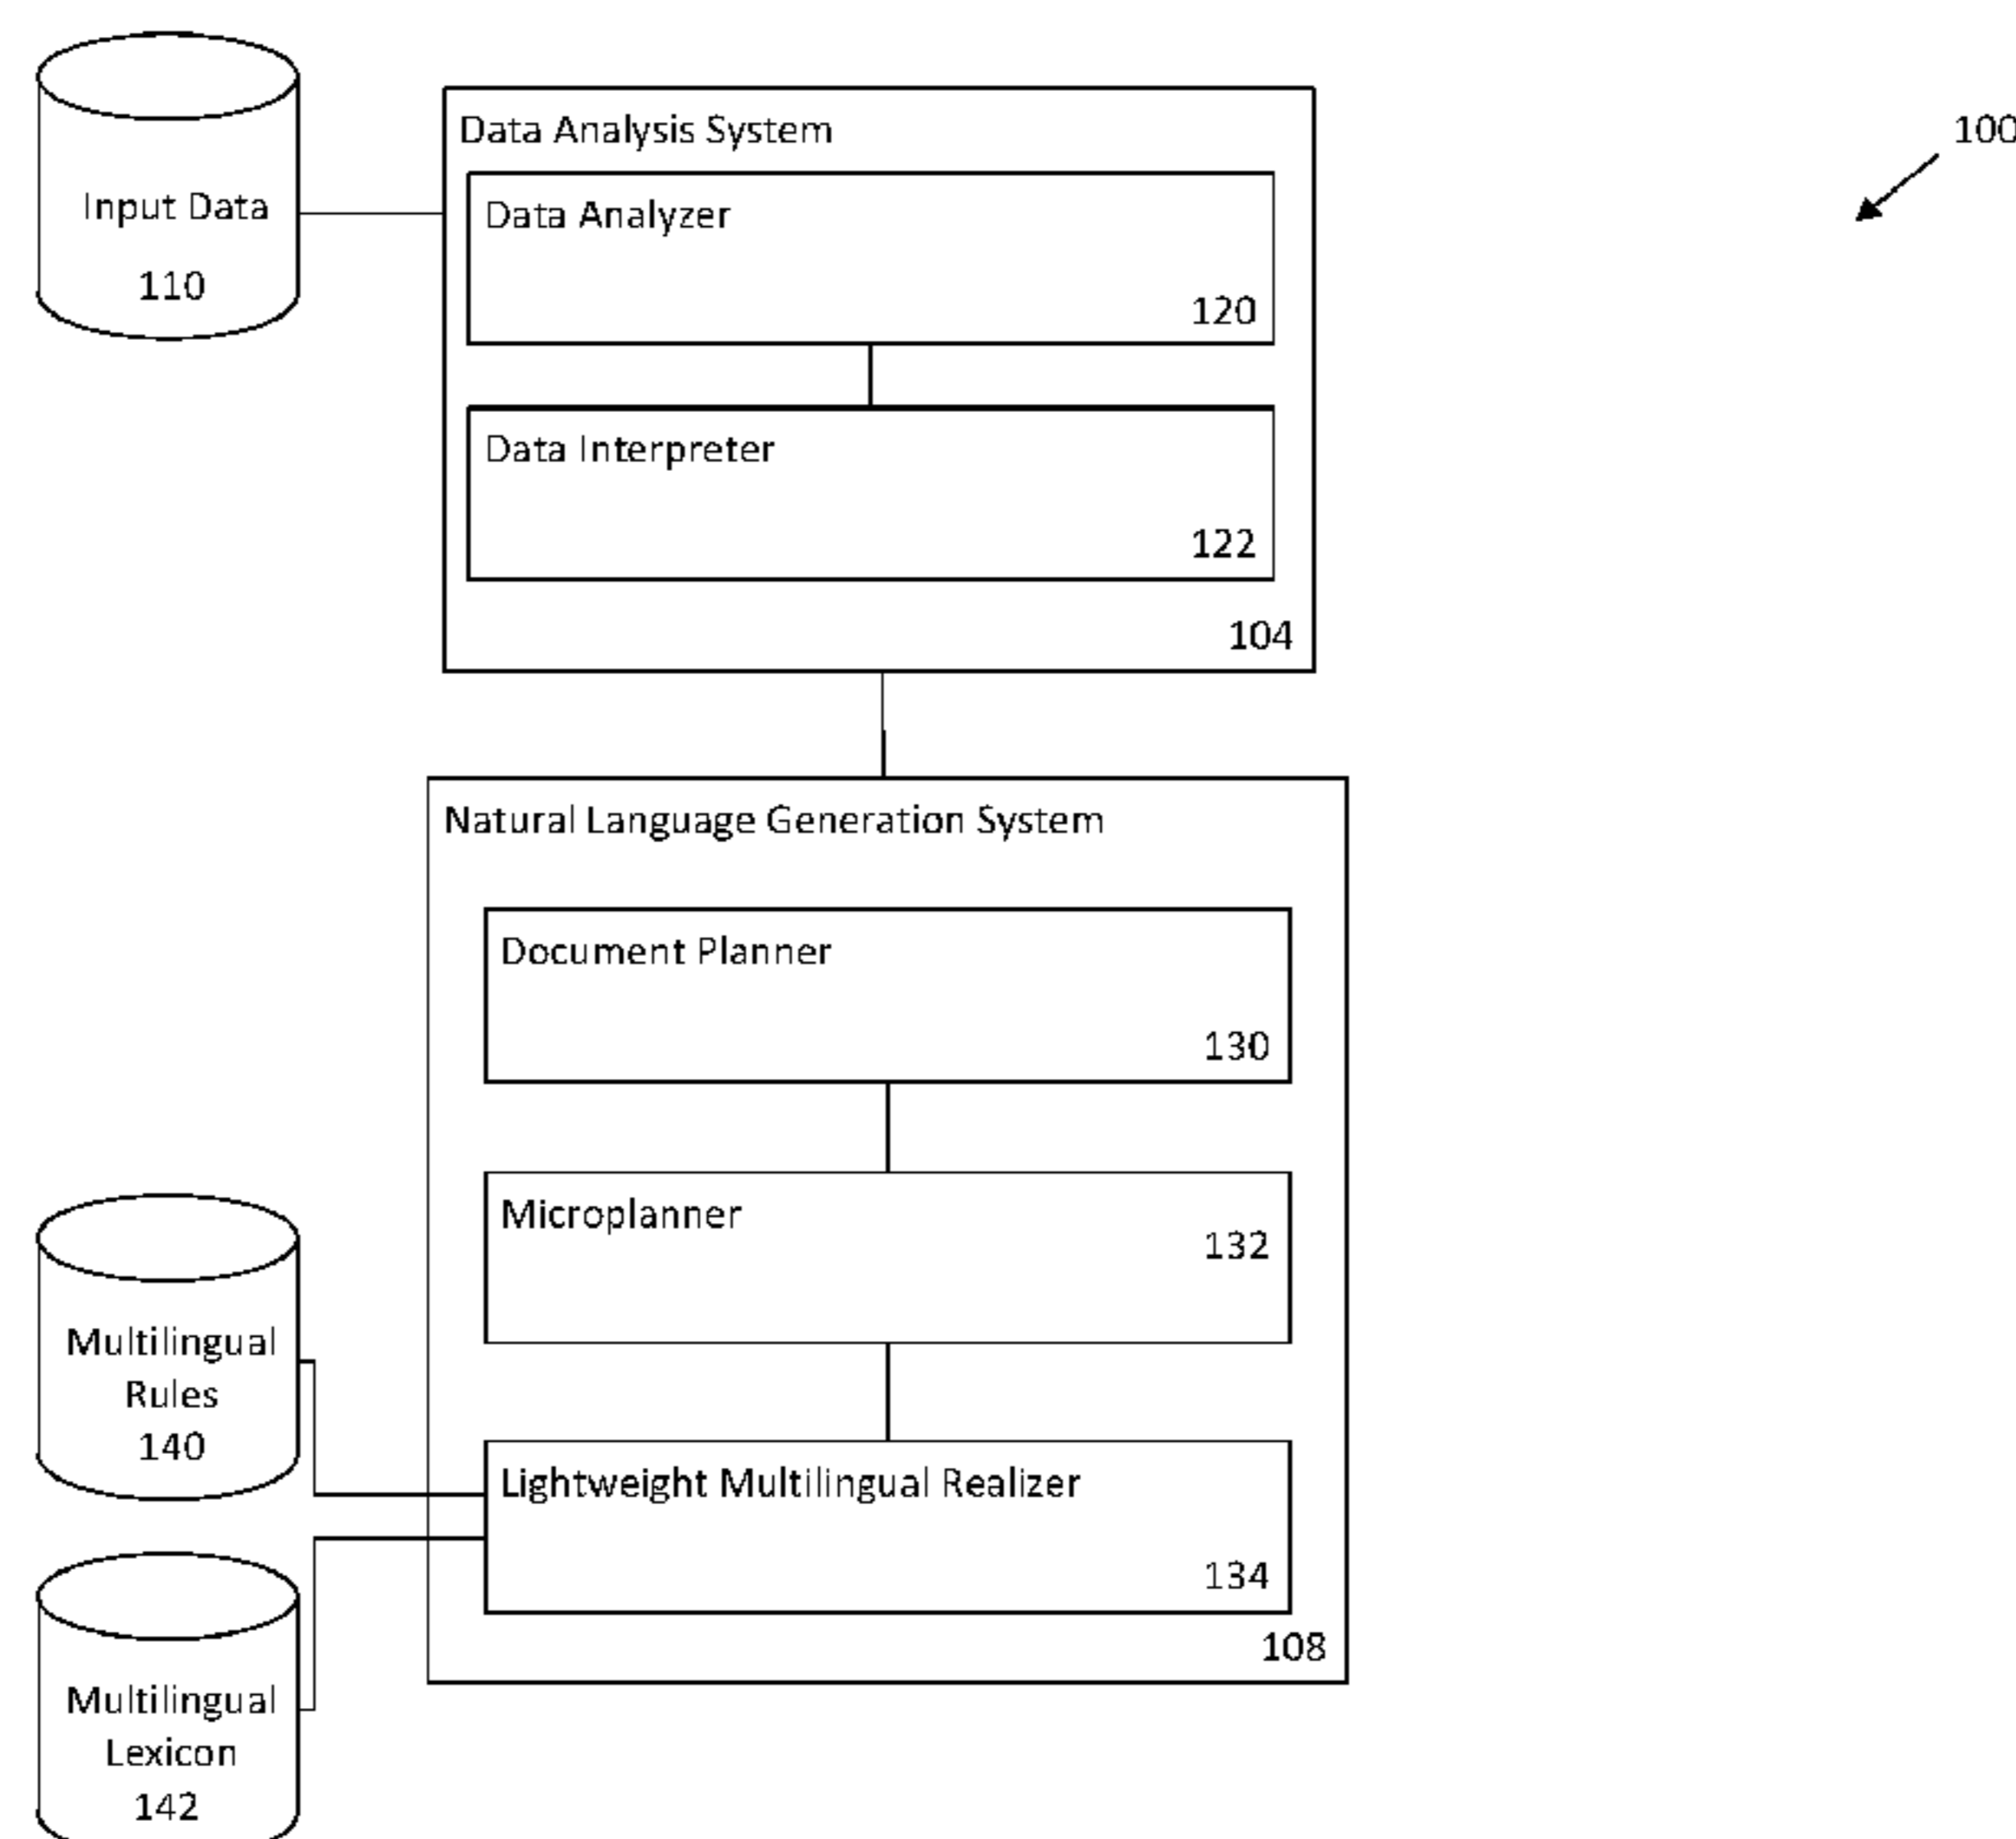 Input Data
110
Data Analysis System
100
Data Analyzer
120
Data Interpreter
122
104
Natural Language Generation System
Document Planner
130
Microplanner
132
Multilingual
Rules
140
Lightweight Multilingual Realizer
134
108
Multilingual
Lexicon
142